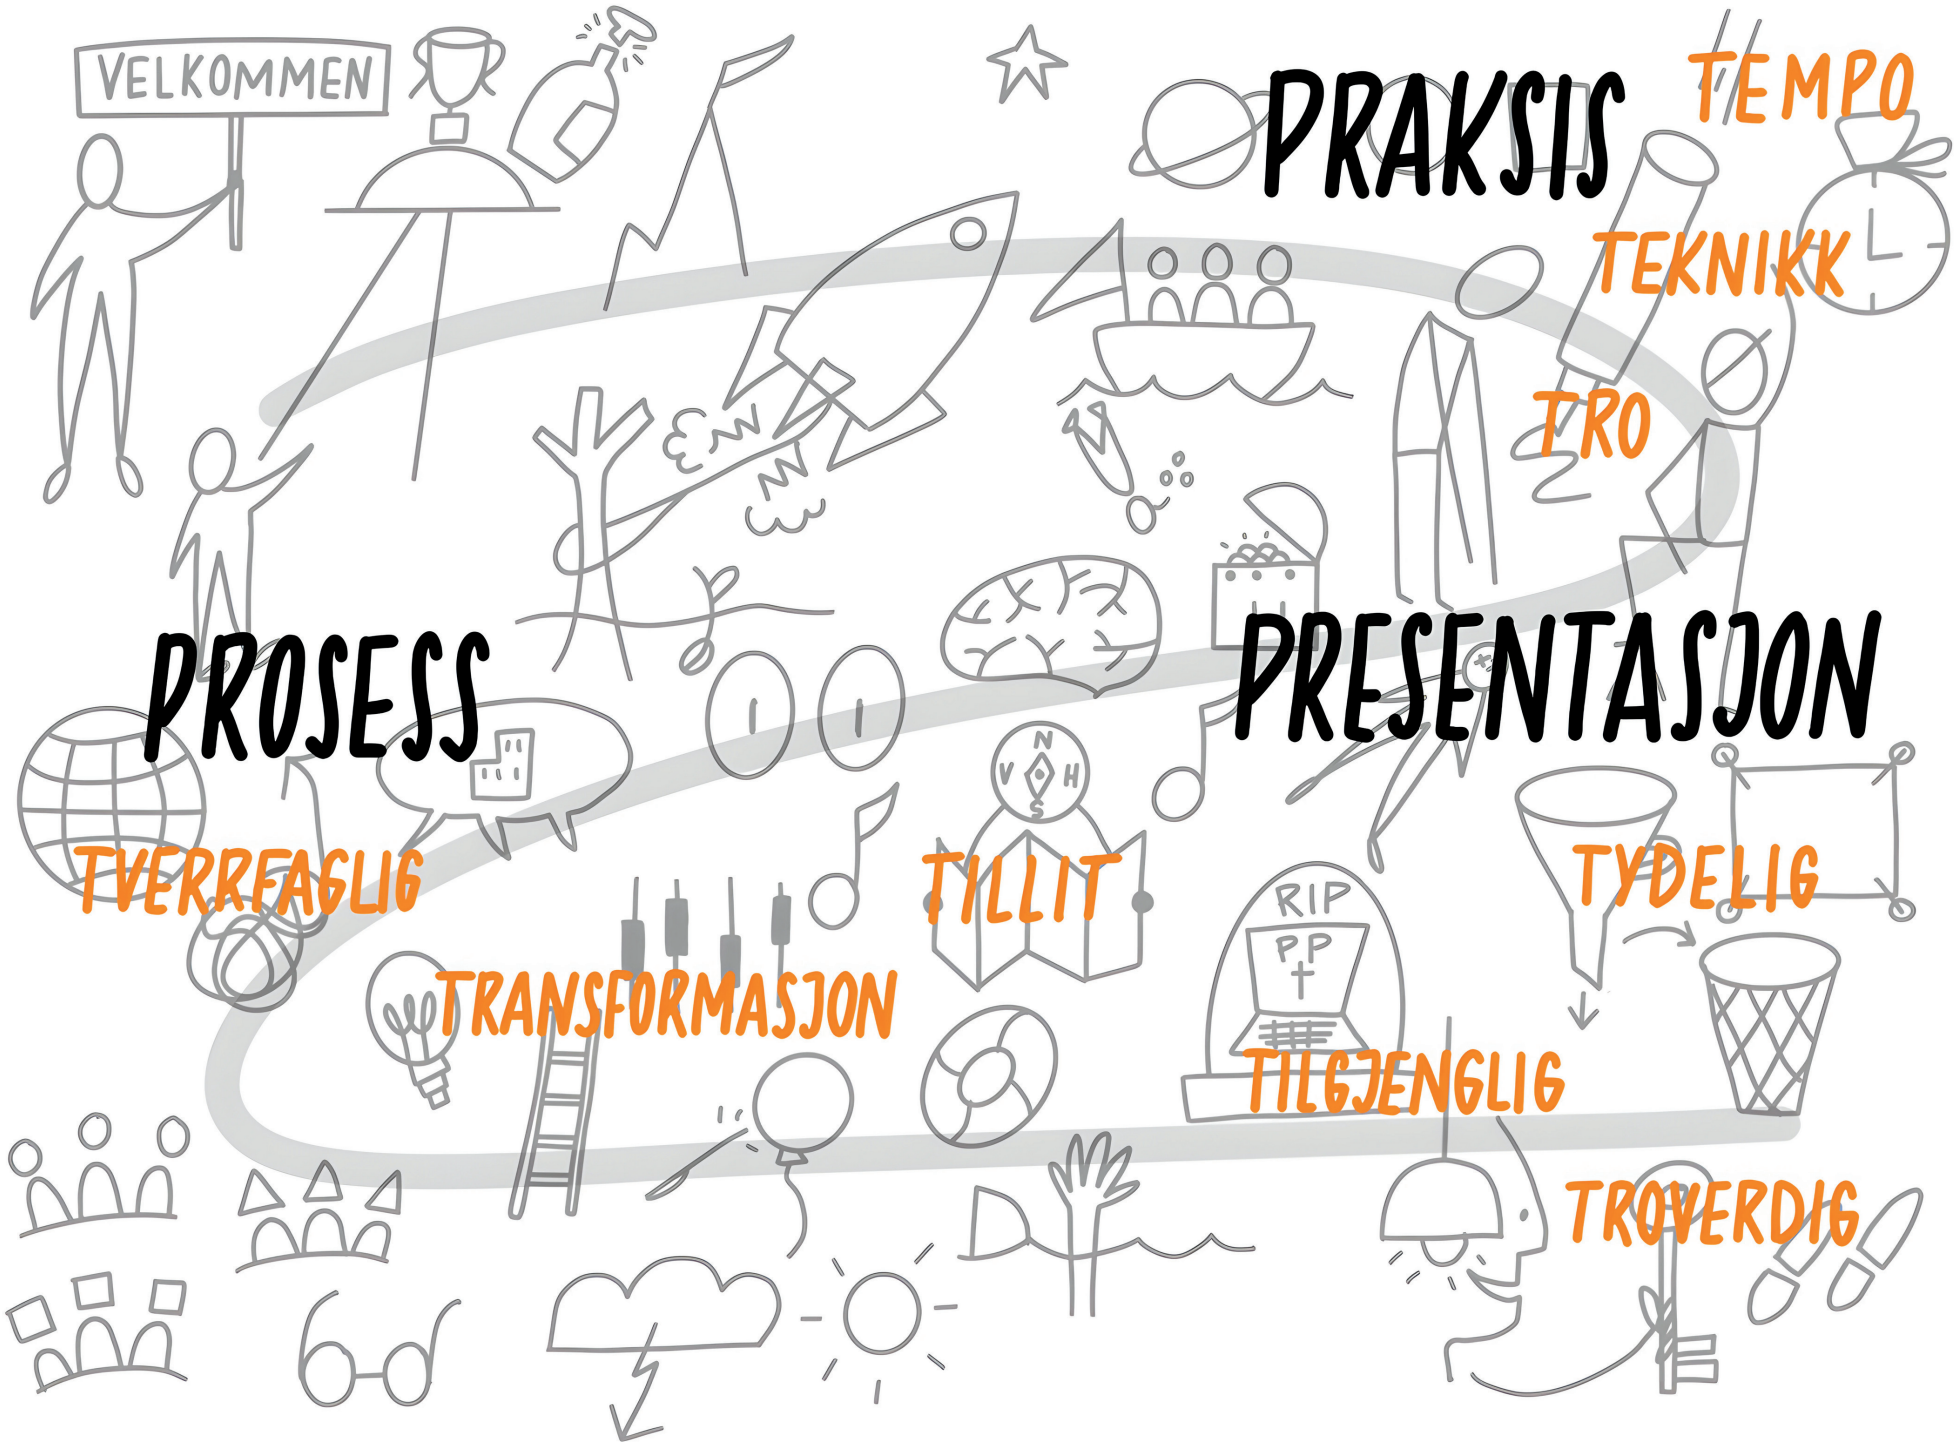 VELKOMMEN
PRAKSIS
TEMPO
TEKNIKK
TRO
PROSESS
PRESENTASJON
N
V H
S
TVERRFAGLIG
TILLIT
TYDELIG
RIP
PP
TRANSFORMASJON
TILGJENGLIG
TROVERDIG